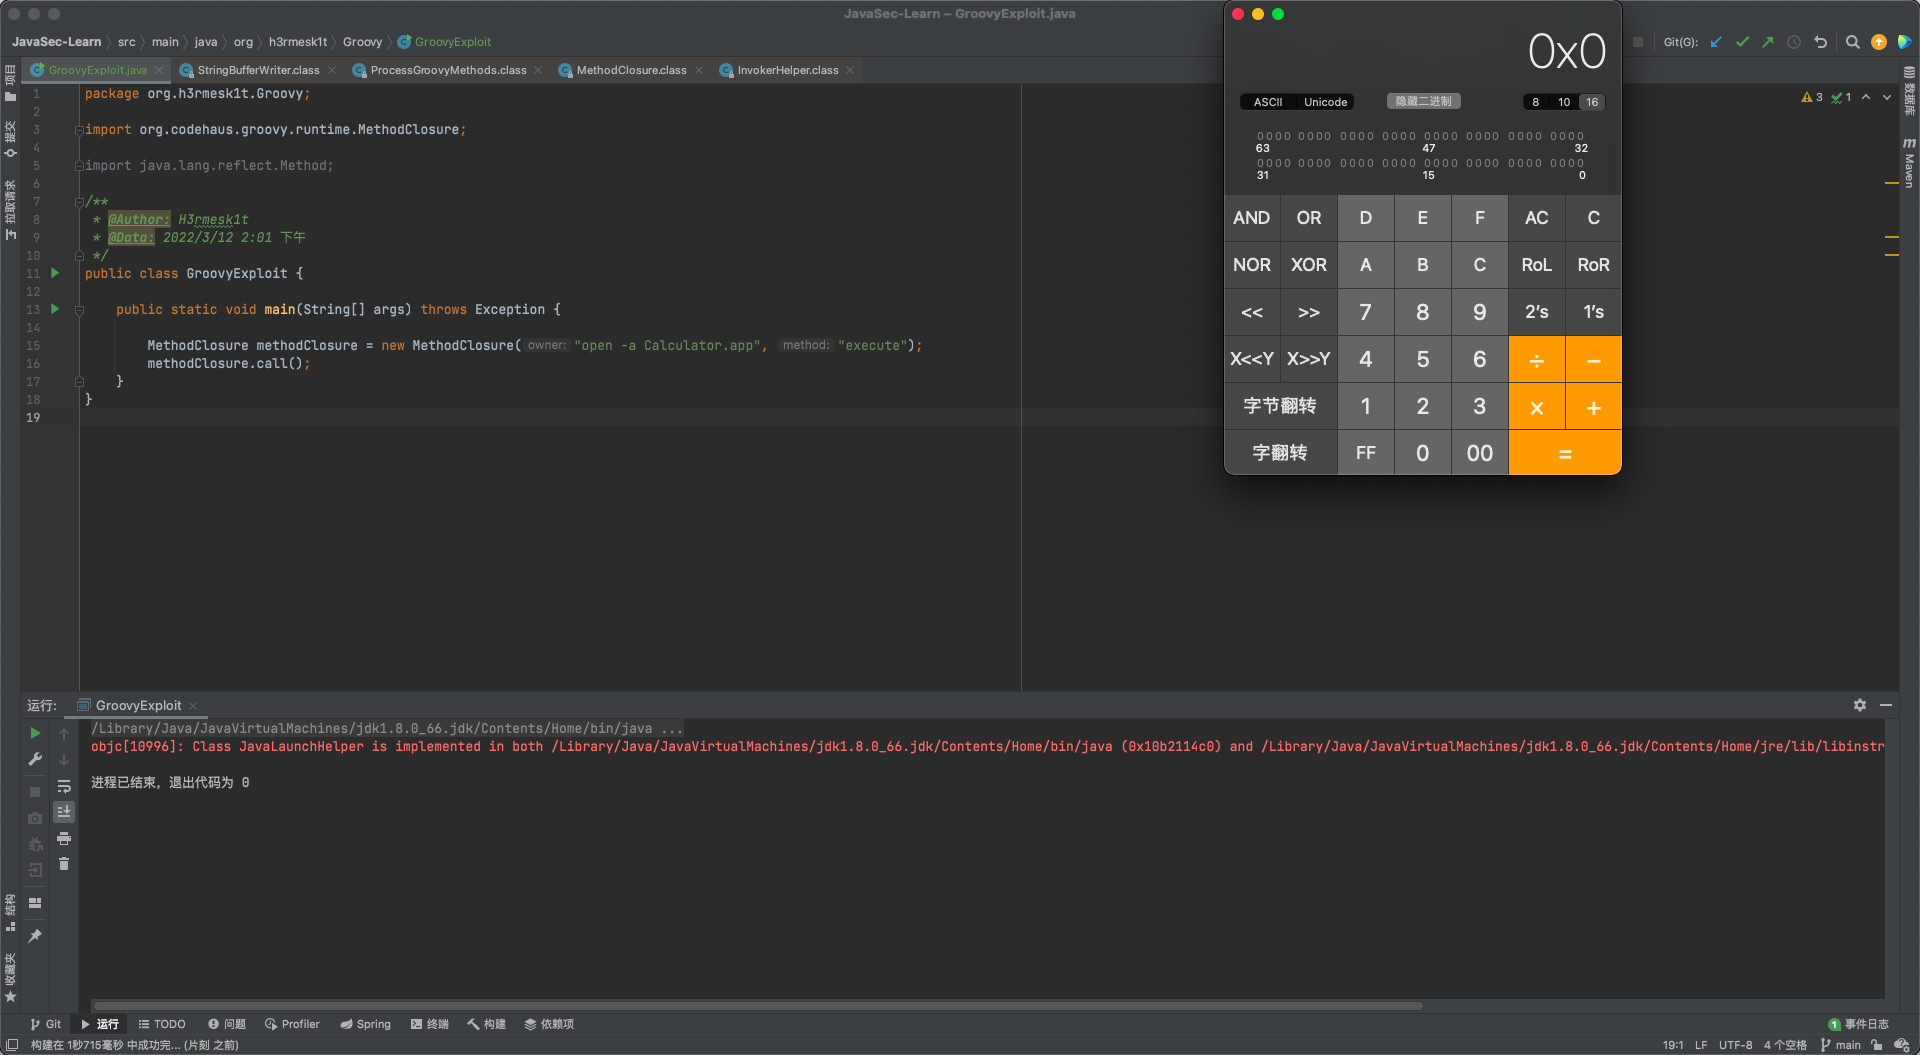 JavaSec-Learn – GroovyExploit.java
JavaSec-Learn src main java org h3rmesk1t Groovy GroovyExploit
Git(G):
GroovyExploit.java StringBufferWriter.class ProcessGroovyMethods.class MethodClosure.class InvokerHelper.class
项目
提交
拉取请求
结构
收藏夹
数据库
m Maven
3 1
1 package org.h3rmesk1t.Groovy;
2
3 import org.codehaus.groovy.runtime.MethodClosure;
4
5 import java.lang.reflect.Method;
6
7 /**
8 * @Author: H3rmesk1t
9 * @Data: 2022/3/12 2:01 下午
10 */
11 public class GroovyExploit {
12
13 public static void main(String[] args) throws Exception {
14
15 MethodClosure methodClosure = new MethodClosure( owner: "open -a Calculator.app", method: "execute");
16 methodClosure.call();
17 }
18 }
19
0x0
ASCII Unicode 隐藏二进制 8 10 16
0000 0000 0000 0000 0000 0000 0000 0000
63 47 32
0000 0000 0000 0000 0000 0000 0000 0000
31 15 0
AND OR D E F AC C
NOR XOR A B C RoL RoR
<< >> 7 8 9 2's 1's
X<<Y X>>Y 4 5 6 ÷ −
字节翻转 1 2 3 × +
字翻转 FF 0 00 =
运行: GroovyExploit
/Library/Java/JavaVirtualMachines/jdk1.8.0_66.jdk/Contents/Home/bin/java ...
objc[10996]: Class JavaLaunchHelper is implemented in both /Library/Java/JavaVirtualMachines/jdk1.8.0_66.jdk/Contents/Home/bin/java (0x10b2114c0) and /Library/Java/JavaVirtualMachines/jdk1.8.0_66.jdk/Contents/Home/jre/lib/libinstr
进程已结束，退出代码为 0
Git 运行 TODO 问题 Profiler Spring 终端 构建 依赖项 1 事件日志
构建在 1秒715毫秒 中成功完... (片刻 之前) 19:1 LF UTF-8 4 个空格 main